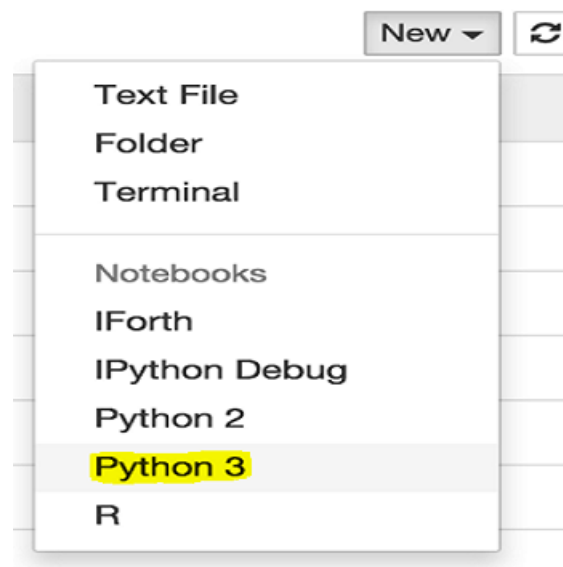 New
Text File
Folder
Terminal
Notebooks
IForth
IPython Debug
Python 2
Python 3
R